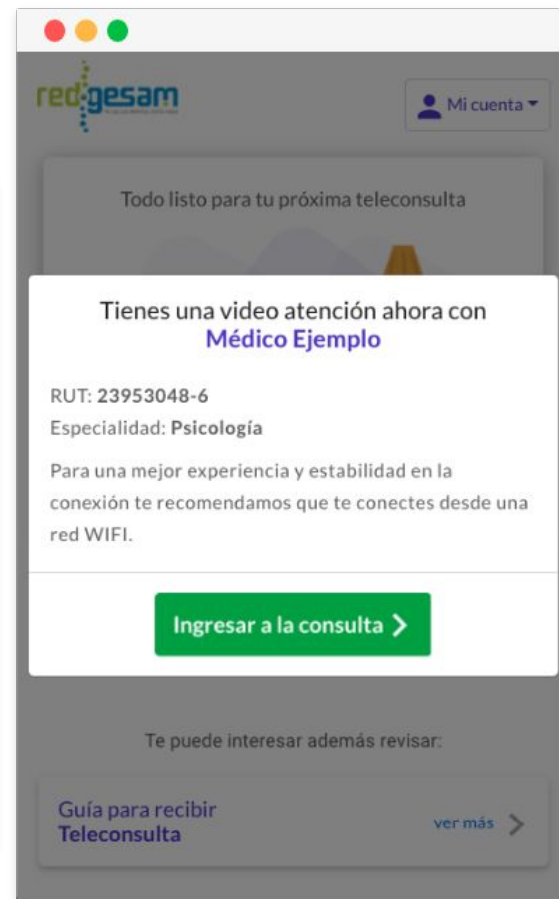 redgesam
Mi cuenta
Todo listo para tu próxima teleconsulta
Tienes una video atención ahora con
Médico Ejemplo
RUT: 23953048-6
Especialidad: Psicología
Para una mejor experiencia y estabilidad en la
conexión te recomendamos que te conectes desde una
red WIFI.
Ingresar a la consulta
Te puede interesar además revisar:
Guía para recibir
Teleconsulta
ver más